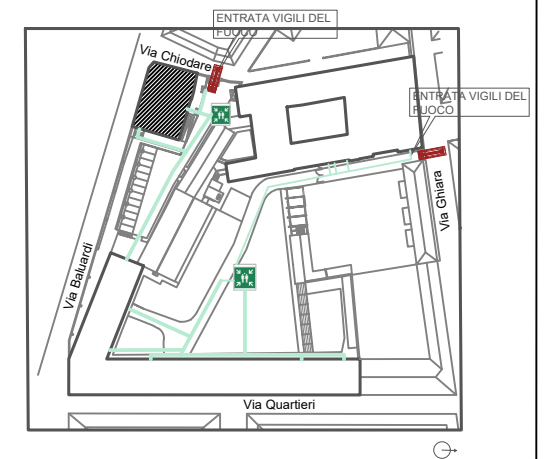 ENTRATA VIGILI DEL
FUOCO
Via Chiodare
ENTRATA VIGILI DEL
FUOCO
Via Ghiara
Via Baluardi
Via Quartieri